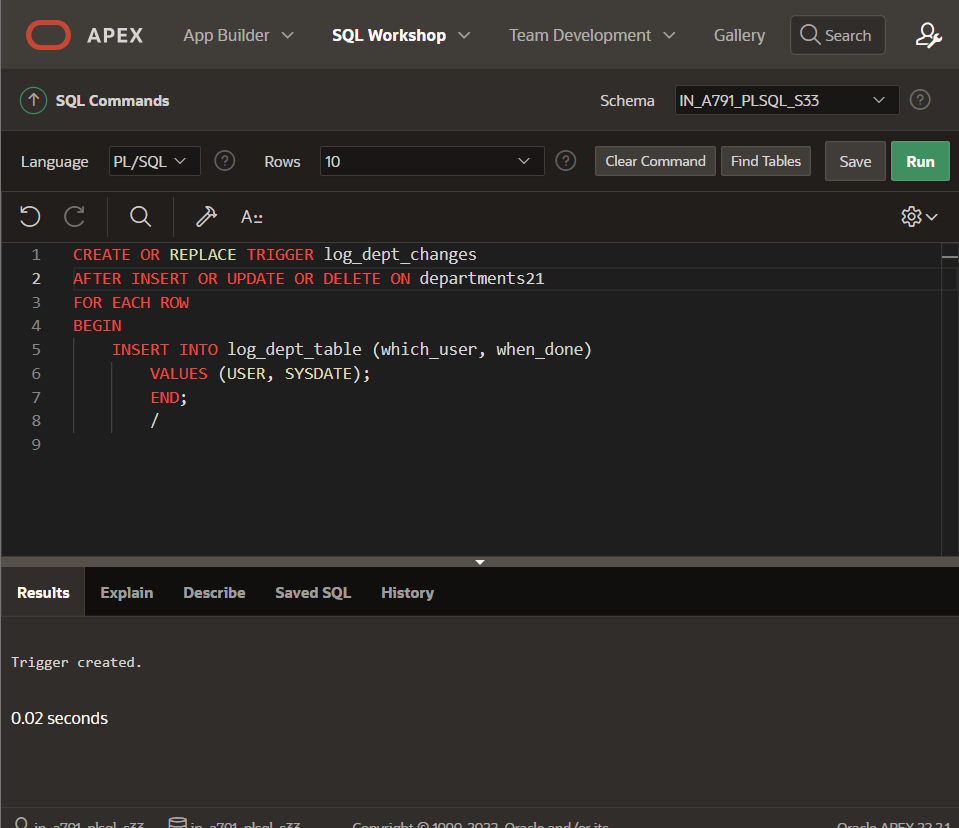 APEX App Builder SQL Workshop Team Development Gallery Search
SQL Commands Schema IN_A791_PLSQL_S33 ?
Language PL/SQL ? Rows 10 ? Clear Command Find Tables Save Run
A::
1 CREATE OR REPLACE TRIGGER log_dept_changes
2 AFTER INSERT OR UPDATE OR DELETE ON departments21
3 FOR EACH ROW
4 BEGIN
5 INSERT INTO log_dept_table (which_user, when_done)
6 VALUES (USER, SYSDATE);
7 END;
8 /
9
Results Explain Describe Saved SQL History
Trigger created.
0.02 seconds
in_a791_plsql_s33 in_a791_plsql_s33 Copyright © 1999, 2022, Oracle and/or its Oracle APEX 22.2.1